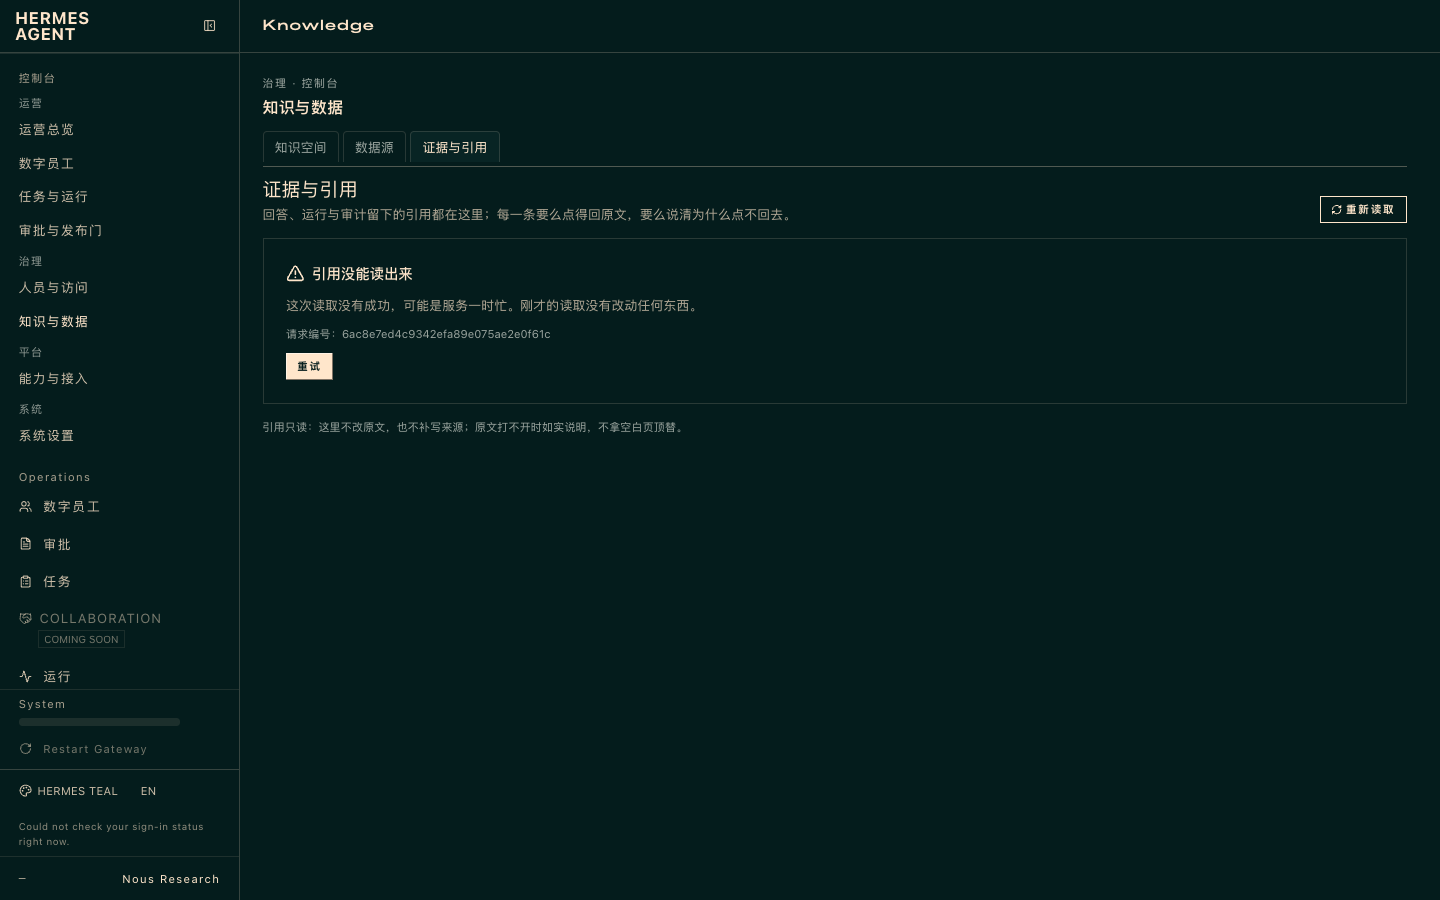 HERMES
AGENT
控制台
运营
运营总览
数字员工
任务与运行
审批与发布门
治理
人员与访问
知识与数据
平台
能力与接入
系统
系统设置
Operations
数字员工
审批
任务
COLLABORATION
COMING SOON
运行
System
Restart Gateway
HERMES TEAL EN
Could not check your sign-in status
right now.
– Nous Research
Knowledge
治理 · 控制台
知识与数据
知识空间 数据源 证据与引用
证据与引用
回答、运行与审计留下的引用都在这里；每一条要么点得回原文，要么说清为什么点不回去。
重新读取
引用没能读出来
这次读取没有成功，可能是服务一时忙。刚才的读取没有改动任何东西。
请求编号：6ac8e7ed4c9342efa89e075ae2e0f61c
重试
引用只读：这里不改原文，也不补写来源；原文打不开时如实说明，不拿空白页顶替。